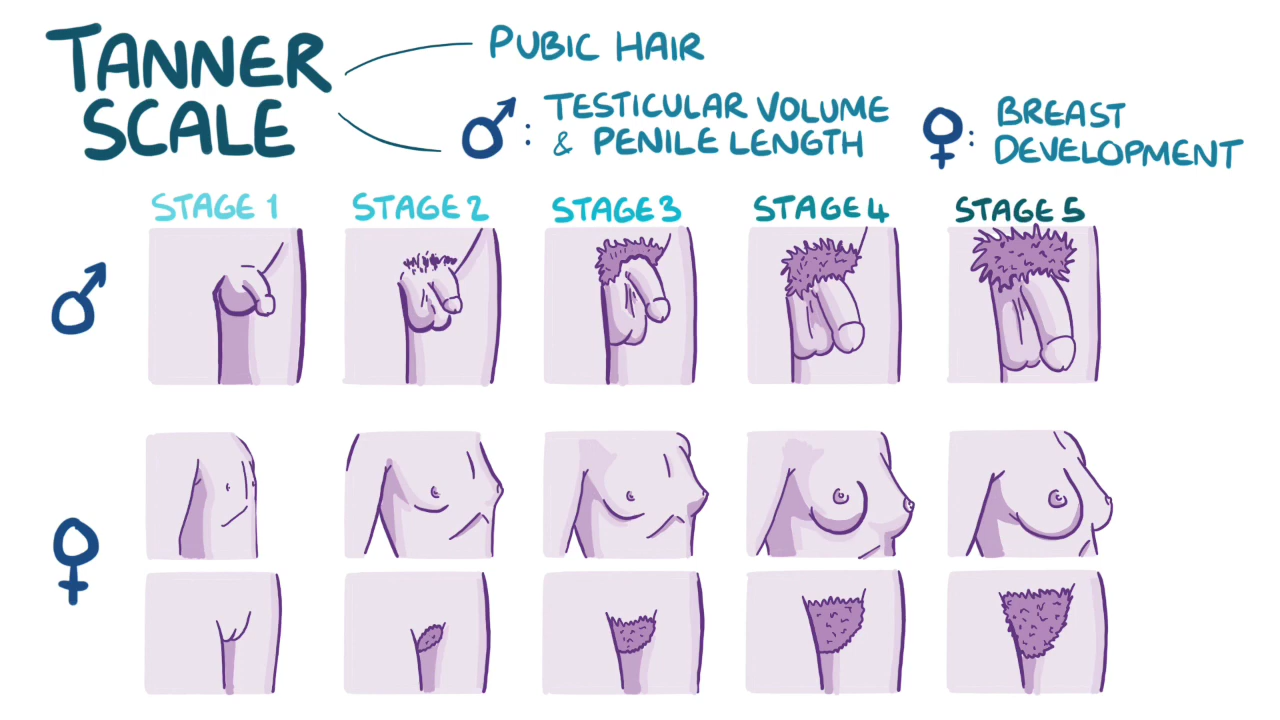 TANNER
SCALE
PUBIC HAIR
♂: TESTICULAR VOLUME
& PENILE LENGTH
♀: BREAST
DEVELOPMENT
STAGE 1
STAGE 2
STAGE 3
STAGE 4
STAGE 5
♂
♀